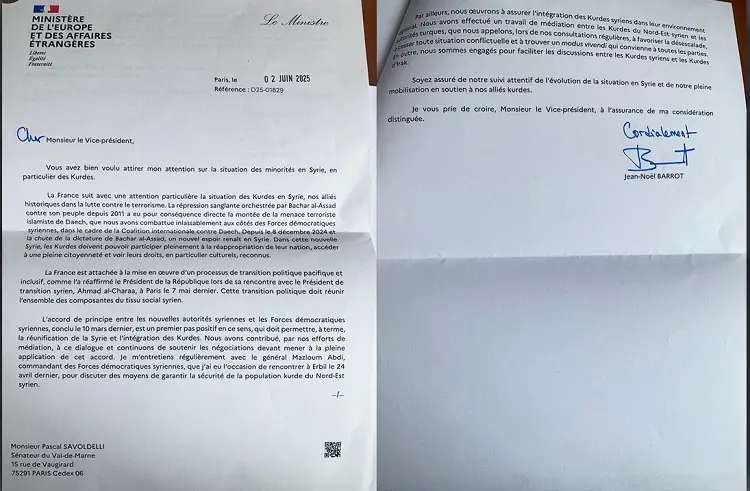 MINISTÈRE
DE L'EUROPE
ET DES AFFAIRES
ÉTRANGÈRES
Liberté
Égalité
Fraternité
Le Ministre
Paris, le 02 JUIN 2025
Référence : D25-01829
Cher Monsieur le Vice-président,
Vous avez bien voulu attirer mon attention sur la situation des minorités en Syrie, en
particulier des Kurdes.
La France suit avec une attention particulière la situation des Kurdes en Syrie, nos alliés
historiques dans la lutte contre le terrorisme. La répression sanglante orchestrée par Bachar al-Assad
contre son peuple depuis 2011 a eu pour conséquence directe la montée de la menace terroriste
islamiste de Daech, que nous avons combattue inlassablement aux côtés des Forces démocratiques
syriennes, dans le cadre de la Coalition internationale contre Daech. Depuis le 8 décembre 2024 et
la chute de la dictature de Bachar al-Assad, un nouvel espoir renaît en Syrie. Dans cette nouvelle
Syrie, les Kurdes doivent pouvoir participer pleinement à la réappropriation de leur nation, accéder
à une pleine citoyenneté et voir leurs droits, en particulier culturels, reconnus.
La France est attachée à la mise en œuvre d'un processus de transition politique pacifique et
inclusif, comme l'a réaffirmé le Président de la République lors de sa rencontre avec le Président de
transition syrien, Ahmad al-Charaa, à Paris le 7 mai dernier. Cette transition politique doit réunir
l'ensemble des composantes du tissu social syrien.
L'accord de principe entre les nouvelles autorités syriennes et les Forces démocratiques
syriennes, conclu le 10 mars dernier, est un premier pas positif en ce sens, qui doit permettre, à terme,
la réunification de la Syrie et l'intégration des Kurdes. Nous avons contribué, par nos efforts de
médiation, à ce dialogue et continuons de soutenir les négociations devant mener à la pleine
application de cet accord. Je m'entretiens régulièrement avec le général Mazloum Abdi,
commandant des Forces démocratiques syriennes, que j'ai eu l'occasion de rencontrer à Erbil le 24
avril dernier, pour discuter des moyens de garantir la sécurité de la population kurde du Nord-Est
syrien.
-/-
Monsieur Pascal SAVOLDELLI
Sénateur du Val-de-Marne
15 rue de Vaugirard
75291 PARIS Cedex 06
Par ailleurs, nous œuvrons à assurer l'intégration des Kurdes syriens dans leur environnement
régional. Nous avons effectué un travail de médiation entre les Kurdes du Nord-Est syrien et les
autorités turques, que nous appelons, lors de nos consultations régulières, à favoriser la désescalade,
à cesser toute situation conflictuelle et à trouver un modus vivendi qui convienne à toutes les parties.
En outre, nous sommes engagés pour faciliter les discussions entre les Kurdes syriens et les Kurdes
d'Irak.
Soyez assuré de notre suivi attentif de l'évolution de la situation en Syrie et de notre pleine
mobilisation en soutien à nos alliés kurdes.
Je vous prie de croire, Monsieur le Vice-président, à l'assurance de ma considération
distinguée.
Cordialement
Jean-Noël BARROT